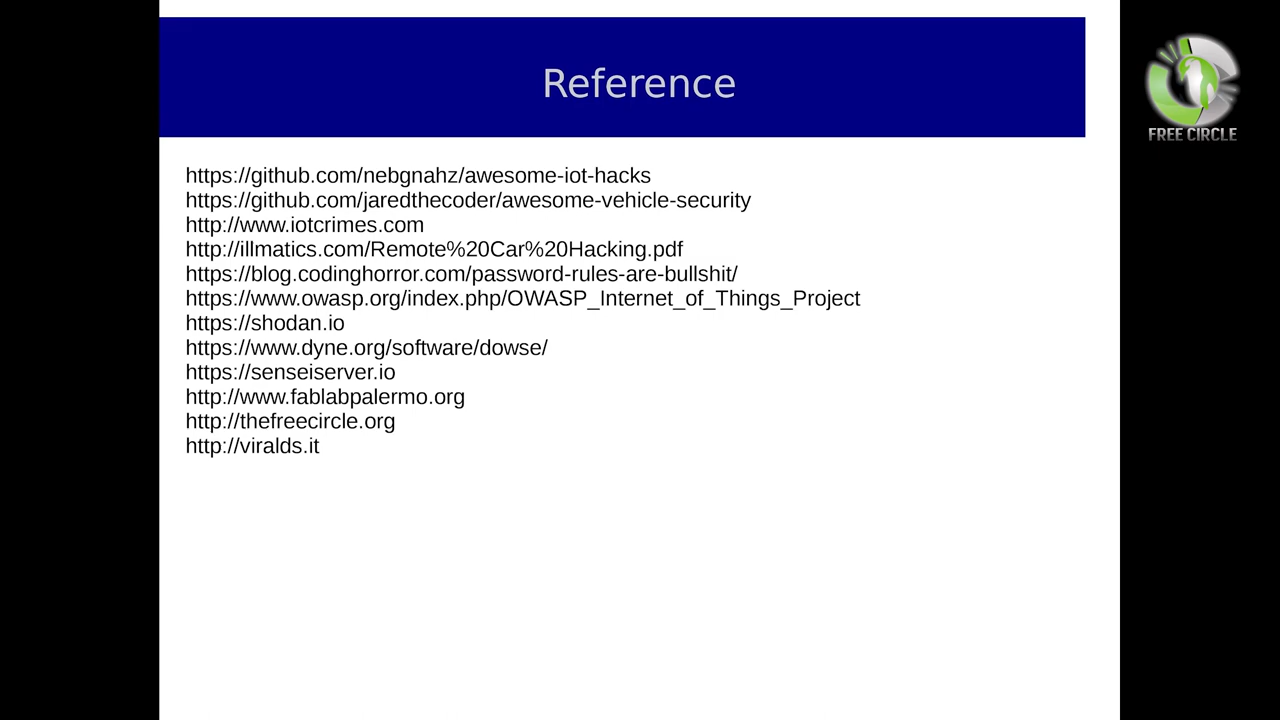 Reference
FREE CIRCLE
https://github.com/nebgnahz/awesome-iot-hacks
https://github.com/jaredthecoder/awesome-vehicle-security
http://www.iotcrimes.com
http://illmatics.com/Remote%20Car%20Hacking.pdf
https://blog.codinghorror.com/password-rules-are-bullshit/
https://www.owasp.org/index.php/OWASP_Internet_of_Things_Project
https://shodan.io
https://www.dyne.org/software/dowse/
https://senseiserver.io
http://www.fablabpalermo.org
http://thefreecircle.org
http://viralds.it